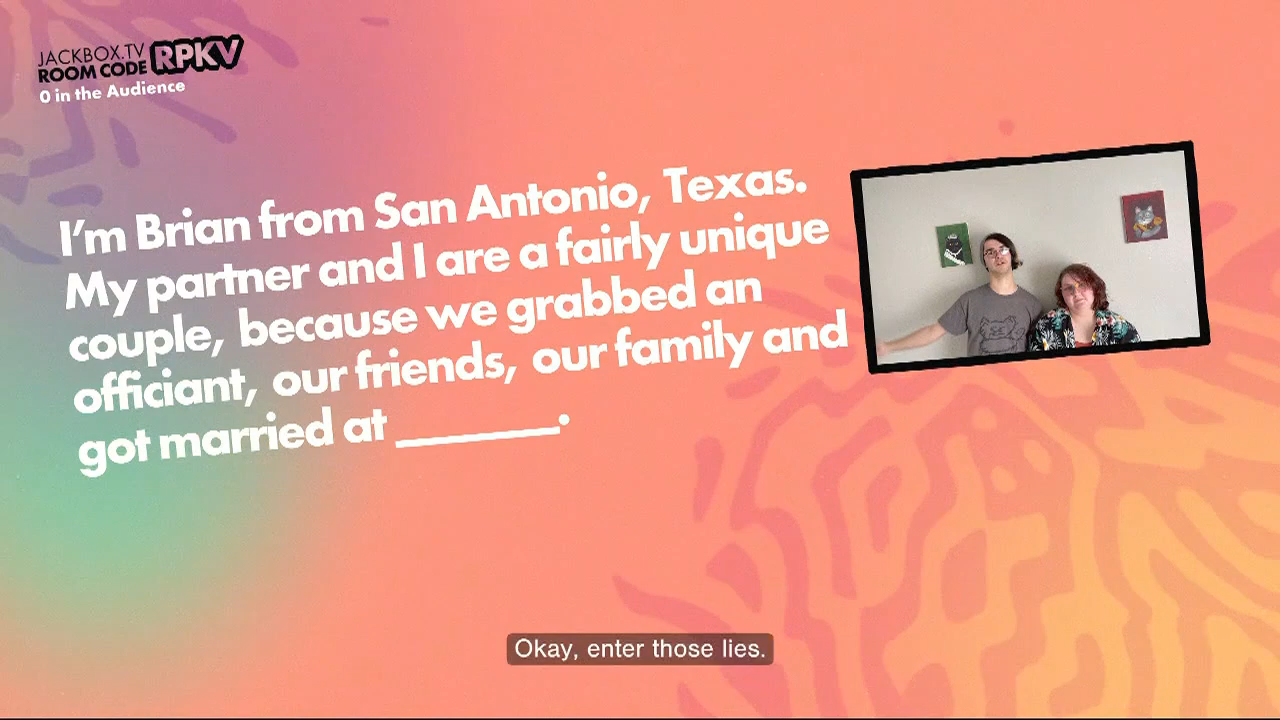 JACKBOX.TV
ROOM CODE RPKV
0 in the Audience
I'm Brian from San Antonio, Texas.
My partner and I are a fairly unique
couple, because we grabbed an
officiant, our friends, our family and
got married at ________.
Okay, enter those lies.